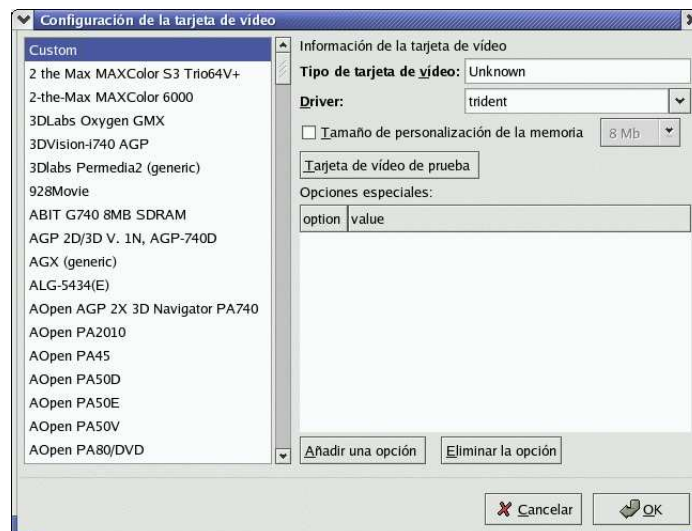 Configuración de la tarjeta de vídeo
Custom
2 the Max MAXColor S3 Trio64V+
2-the-Max MAXColor 6000
3DLabs Oxygen GMX
3DVision-i740 AGP
3Dlabs Permedia2 (generic)
928Movie
ABIT G740 8MB SDRAM
AGP 2D/3D V. 1N, AGP-740D
AGX (generic)
ALG-5434(E)
AOpen AGP 2X 3D Navigator PA740
AOpen PA2010
AOpen PA45
AOpen PA50D
AOpen PA50E
AOpen PA50V
AOpen PA80/DVD
Información de la tarjeta de vídeo
Tipo de tarjeta de vídeo: Unknown
Driver: trident
Tamaño de personalización de la memoria 8 Mb
Tarjeta de vídeo de prueba
Opciones especiales:
option value
Añadir una opción Eliminar la opción
Cancelar OK